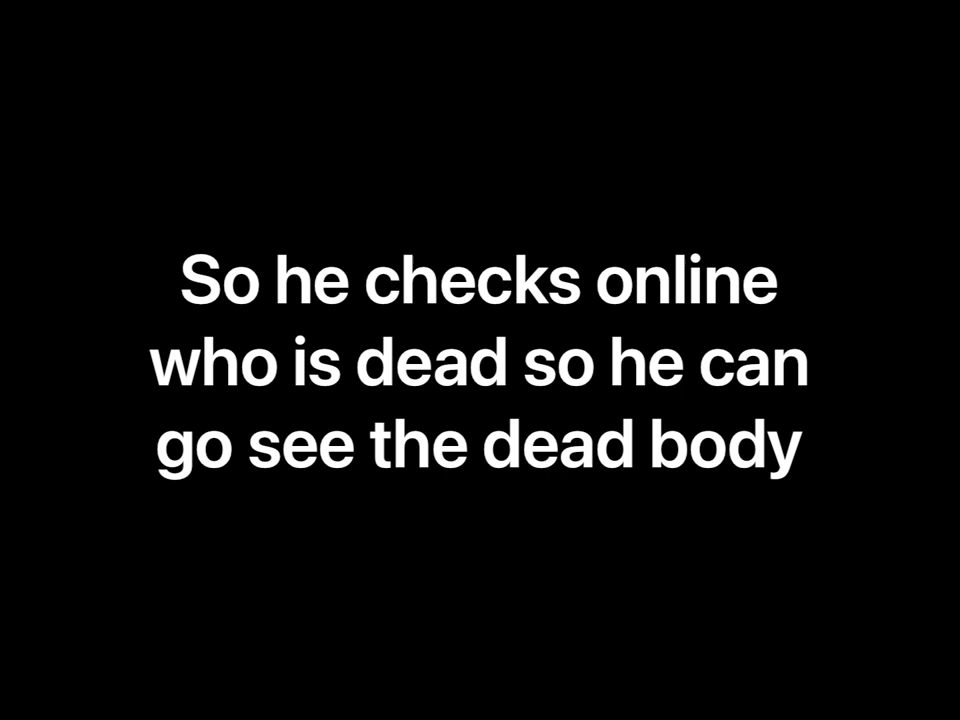 So he checks online
who is dead so he can
go see the dead body